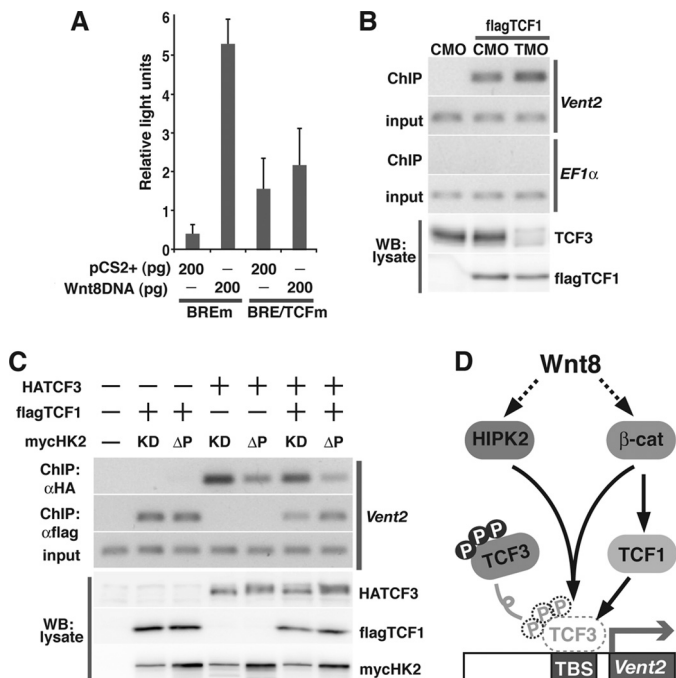 A
Relative light units
6
5
4
3
2
1
0
pCS2+ (pg) 200 – 200 –
Wnt8DNA (pg) – 200 – 200
BREm BRE/TCFm
B
flagTCF1
CMO CMO TMO
ChIP
input
Vent2
ChIP
input
EF1α
WB:
lysate
TCF3
flagTCF1
C
HATCF3 – – – + + + +
flagTCF1 – + + – – + +
mycHK2 – KD ΔP KD ΔP KD ΔP
ChIP:
αHA
ChIP:
αflag
input
Vent2
WB:
lysate
HATCF3
flagTCF1
mycHK2
D
Wnt8
HIPK2 β-cat
P P P
TCF3
TCF1
P P P
TCF3
TBS Vent2